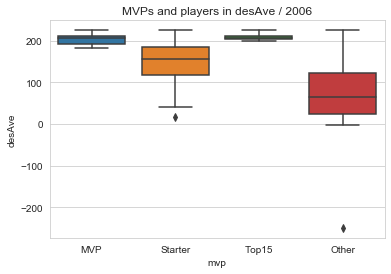 MVPs and players in desAve / 2006
200
100
0
−100
−200
desAve
MVP Starter Top15 Other
mvp